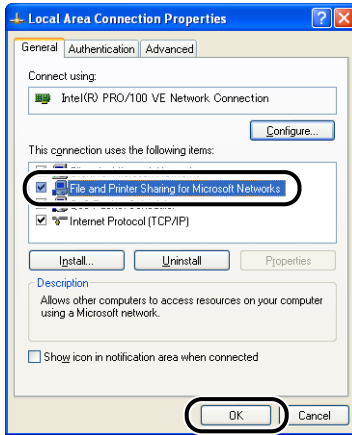 Local Area Connection Properties
General Authentication Advanced
Connect using:
Intel(R) PRO/100 VE Network Connection
Configure...
This connection uses the following items:
File and Printer Sharing for Microsoft Networks
Internet Protocol (TCP/IP)
Install... Uninstall Properties
Description
Allows other computers to access resources on your computer
using a Microsoft network.
Show icon in notification area when connected
OK Cancel